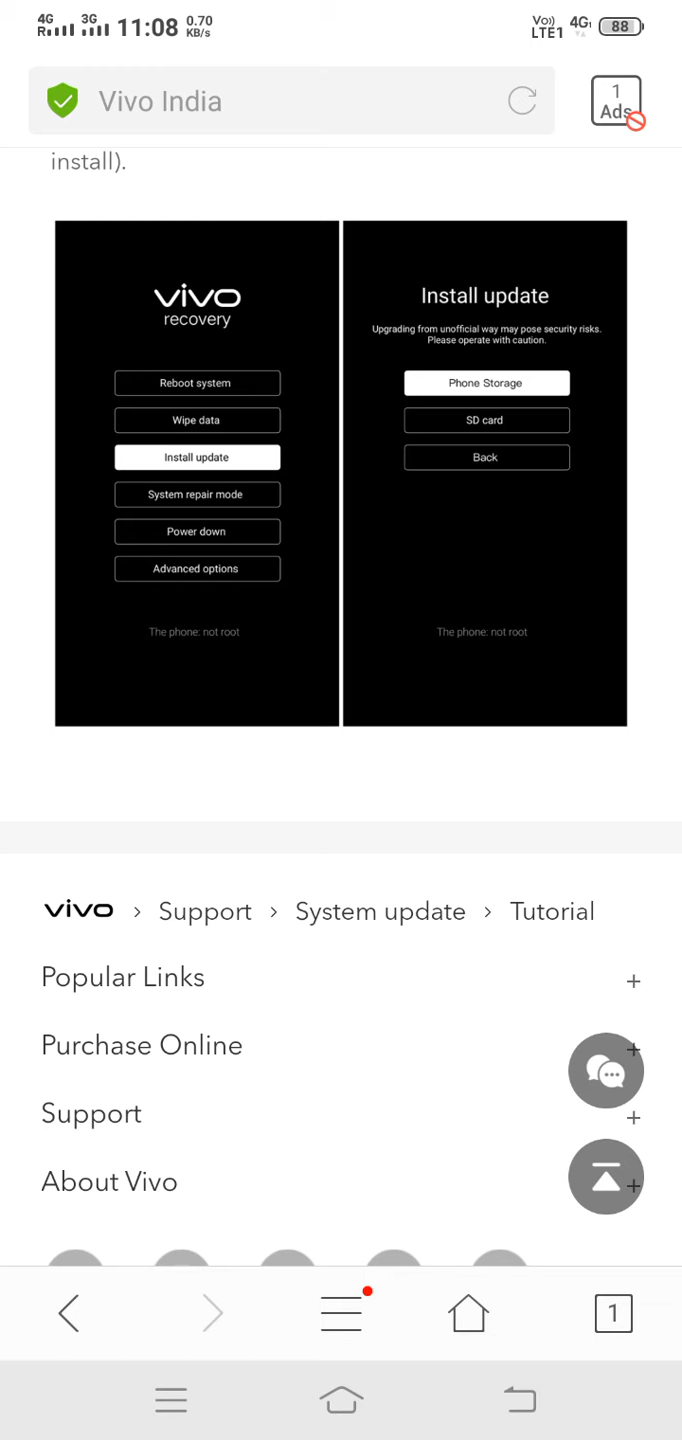 4G 3G 11:08 0.70
R KB/s
Vo)) 4G1 88
LTE1
Vivo India
1
Ads
install).
vivo
recovery
Reboot system
Wipe data
Install update
System repair mode
Power down
Advanced options
The phone: not root
Install update
Upgrading from unofficial way may pose security risks.
Please operate with caution.
Phone Storage
SD card
Back
The phone: not root
vivo > Support > System update > Tutorial
Popular Links +
Purchase Online +
Support +
About Vivo +
1